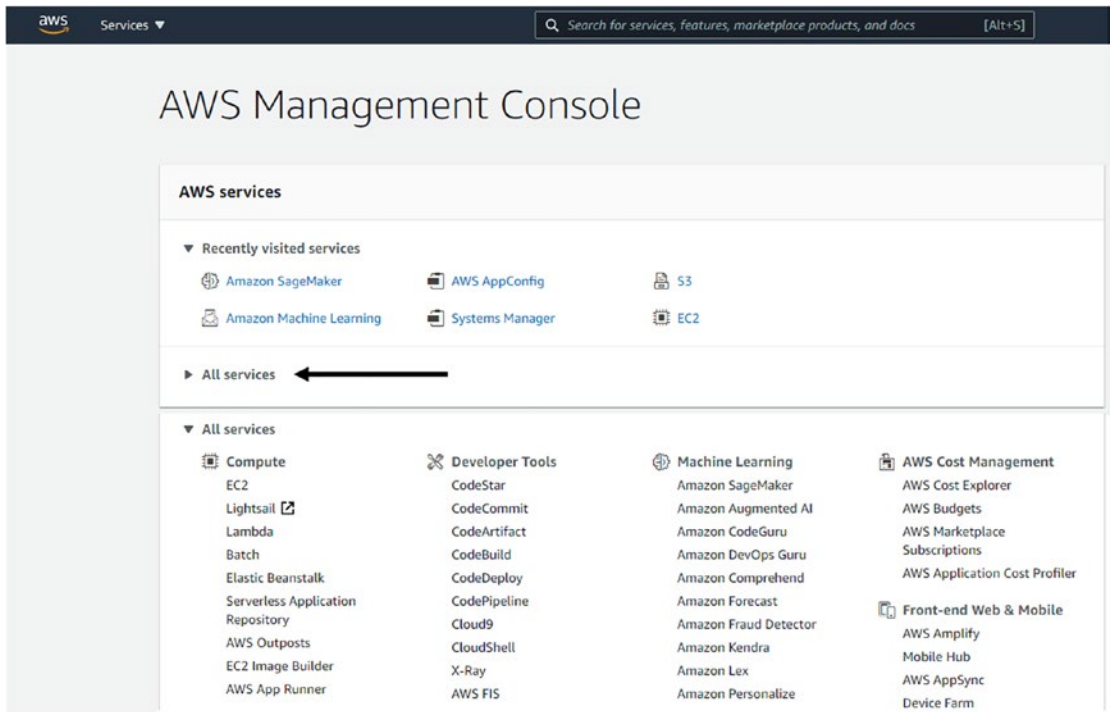 aws Services ▼ Search for services, features, marketplace products, and docs [Alt+S]
AWS Management Console
AWS services
▼ Recently visited services
Amazon SageMaker
AWS AppConfig
S3
Amazon Machine Learning
Systems Manager
EC2
▶ All services
▼ All services
Compute
EC2
Lightsail
Lambda
Batch
Elastic Beanstalk
Serverless Application
Repository
AWS Outposts
EC2 Image Builder
AWS App Runner
Developer Tools
CodeStar
CodeCommit
CodeArtifact
CodeBuild
CodeDeploy
CodePipeline
Cloud9
CloudShell
X-Ray
AWS FIS
Machine Learning
Amazon SageMaker
Amazon Augmented AI
Amazon CodeGuru
Amazon DevOps Guru
Amazon Comprehend
Amazon Forecast
Amazon Fraud Detector
Amazon Kendra
Amazon Lex
Amazon Personalize
AWS Cost Management
AWS Cost Explorer
AWS Budgets
AWS Marketplace
Subscriptions
AWS Application Cost Profiler
Front-end Web & Mobile
AWS Amplify
Mobile Hub
AWS AppSync
Device Farm